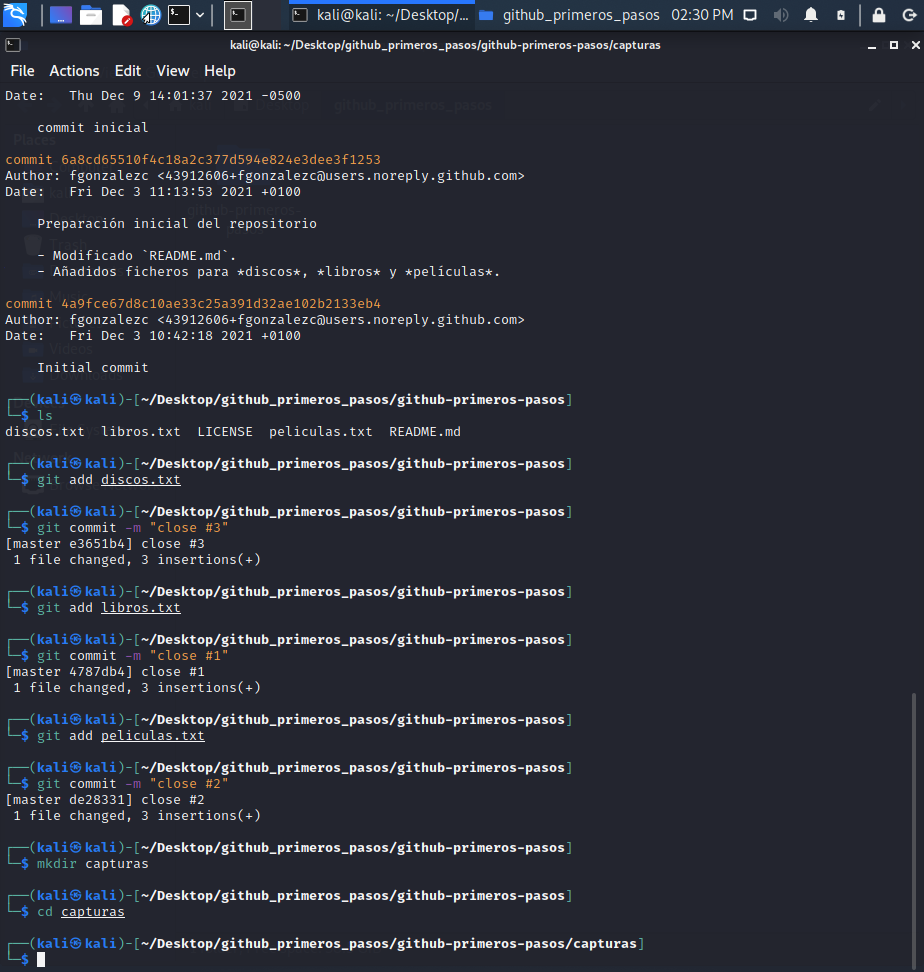 kali@kali: ~/Desktop/... github_primeros_pasos 02:30 PM
kali@kali: ~/Desktop/github_primeros_pasos/github-primeros-pasos/capturas
File Actions Edit View Help
Date:   Thu Dec 9 14:01:37 2021 -0500
    commit inicial
commit 6a8cd65510f4c18a2c377d594e824e3dee3f1253
Author: fgonzalezc <43912606+fgonzalezc@users.noreply.github.com>
Date:   Fri Dec 3 11:13:53 2021 +0100
    Preparación inicial del repositorio
    - Modificado `README.md`.
    - Añadidos ficheros para *discos*, *libros* y *películas*.
commit 4a9fce67d8c10ae33c25a391d32ae102b2133eb4
Author: fgonzalezc <43912606+fgonzalezc@users.noreply.github.com>
Date:   Fri Dec 3 10:42:18 2021 +0100
    Initial commit
┌──(kali㉿kali)-[~/Desktop/github_primeros_pasos/github-primeros-pasos]
└─$ ls
discos.txt  libros.txt  LICENSE  peliculas.txt  README.md
┌──(kali㉿kali)-[~/Desktop/github_primeros_pasos/github-primeros-pasos]
└─$ git add discos.txt
┌──(kali㉿kali)-[~/Desktop/github_primeros_pasos/github-primeros-pasos]
└─$ git commit -m "close #3"
[master e3651b4] close #3
 1 file changed, 3 insertions(+)
┌──(kali㉿kali)-[~/Desktop/github_primeros_pasos/github-primeros-pasos]
└─$ git add libros.txt
┌──(kali㉿kali)-[~/Desktop/github_primeros_pasos/github-primeros-pasos]
└─$ git commit -m "close #1"
[master 4787db4] close #1
 1 file changed, 3 insertions(+)
┌──(kali㉿kali)-[~/Desktop/github_primeros_pasos/github-primeros-pasos]
└─$ git add peliculas.txt
┌──(kali㉿kali)-[~/Desktop/github_primeros_pasos/github-primeros-pasos]
└─$ git commit -m "close #2"
[master de28331] close #2
 1 file changed, 3 insertions(+)
┌──(kali㉿kali)-[~/Desktop/github_primeros_pasos/github-primeros-pasos]
└─$ mkdir capturas
┌──(kali㉿kali)-[~/Desktop/github_primeros_pasos/github-primeros-pasos]
└─$ cd capturas
┌──(kali㉿kali)-[~/Desktop/github_primeros_pasos/github-primeros-pasos/capturas]
└─$